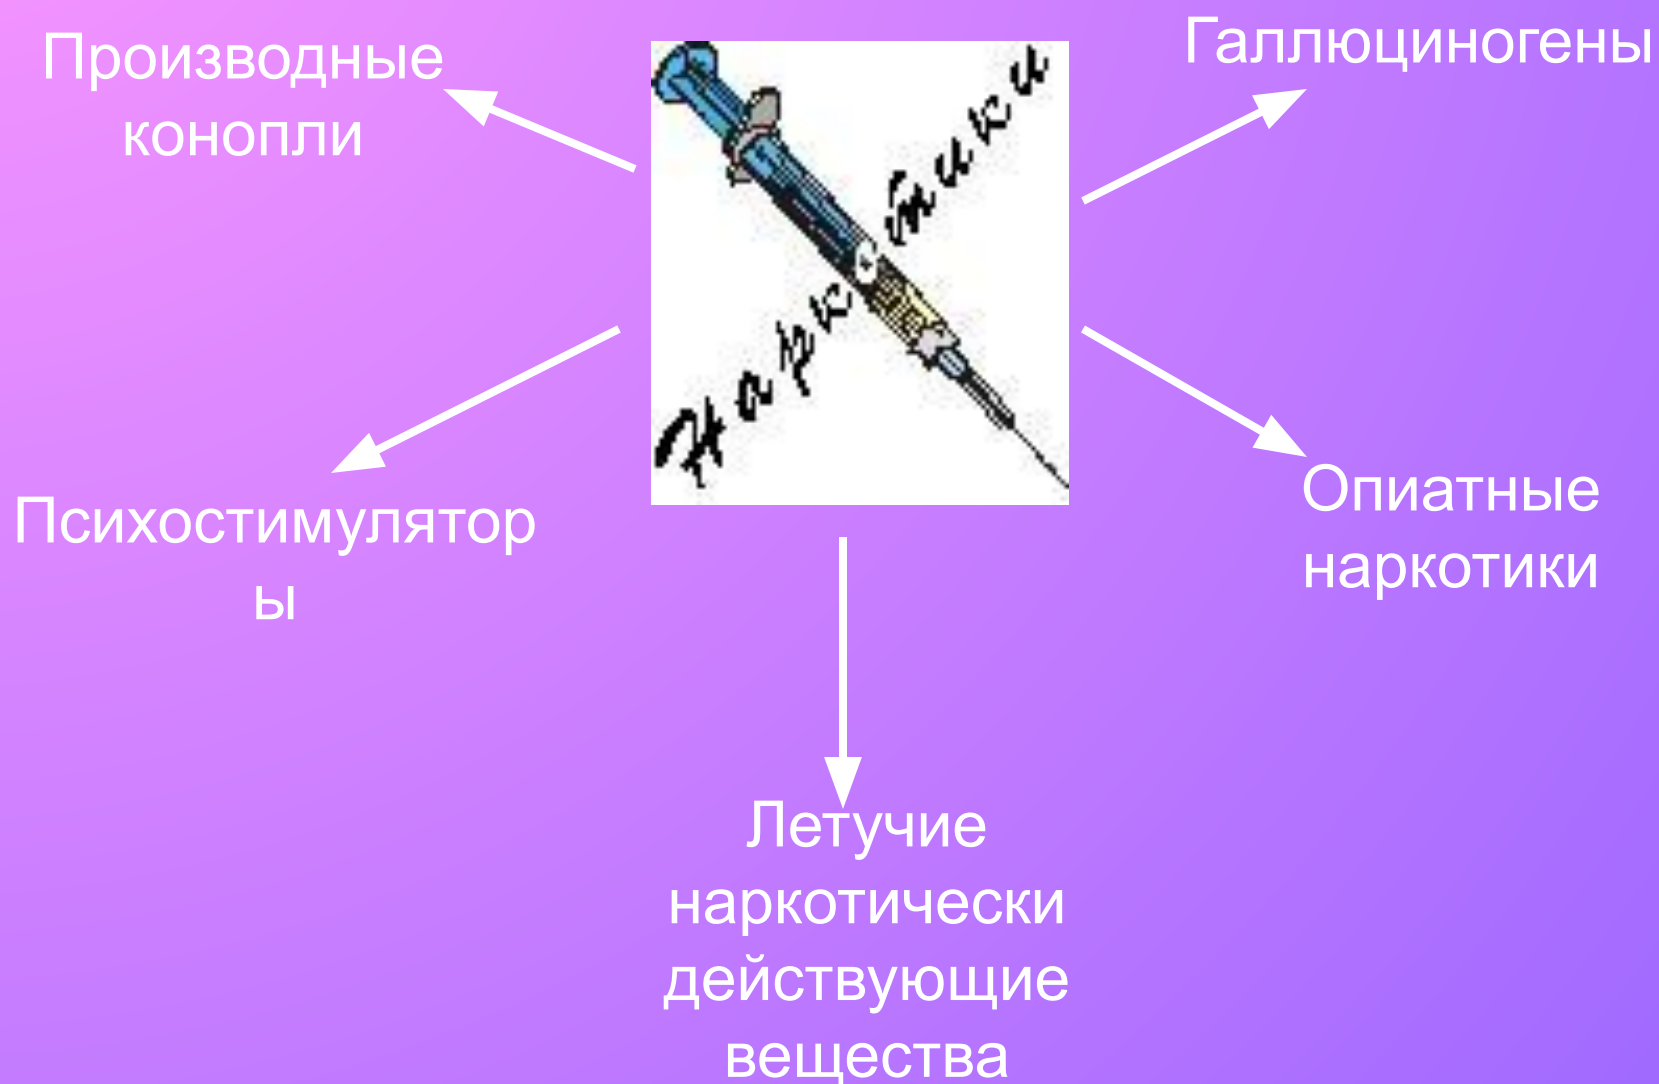 Производные
конопли
Наркотики
Галлюциногены
Психостимулятор
ы
Опиатные
наркотики
Летучие
наркотически
действующие
вещества